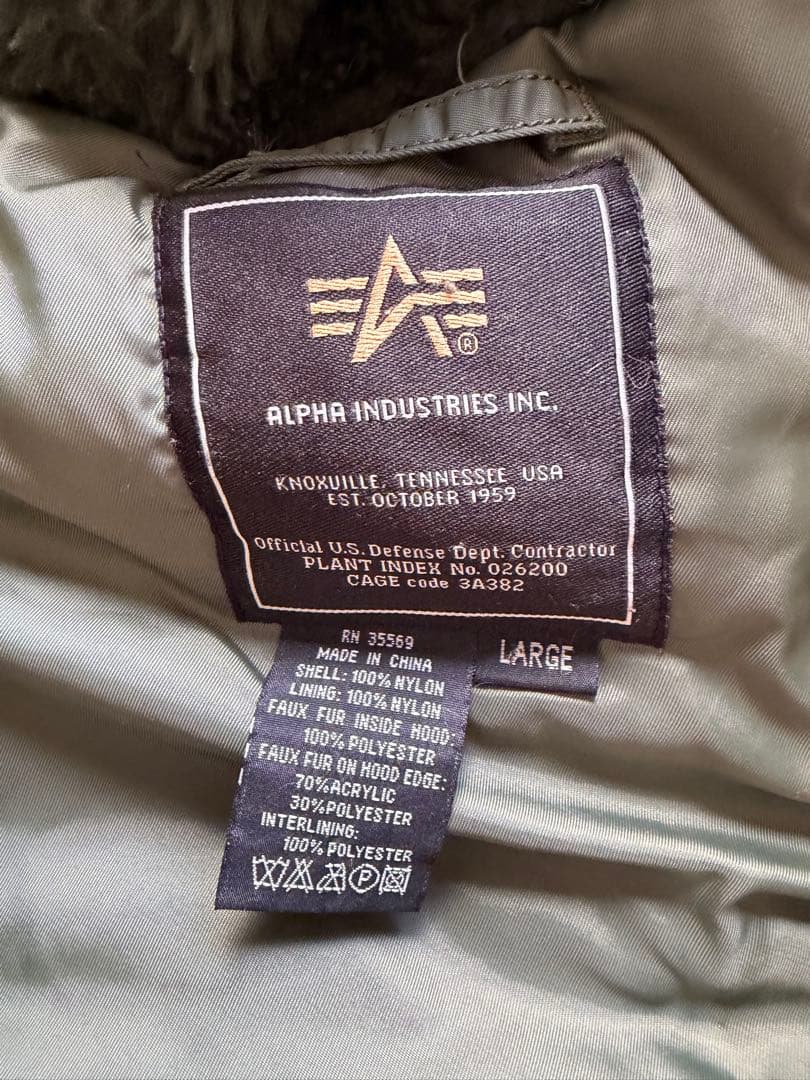 ALPHA INDUSTRIES INC.
KNOXVILLE, TENNESSEE USA
EST. OCTOBER 1959
Official U.S. Defense Dept. Contractor
PLANT INDEX No. 026200
CAGE code 3A382
LARGE
RN 35569
MADE IN CHINA
SHELL: 100% NYLON
LINING: 100% NYLON
FAUX FUR INSIDE HOOD:
100% POLYESTER
FAUX FUR ON HOOD EDGE:
70%ACRYLIC
30%POLYESTER
INTERLINING:
100% POLYESTER